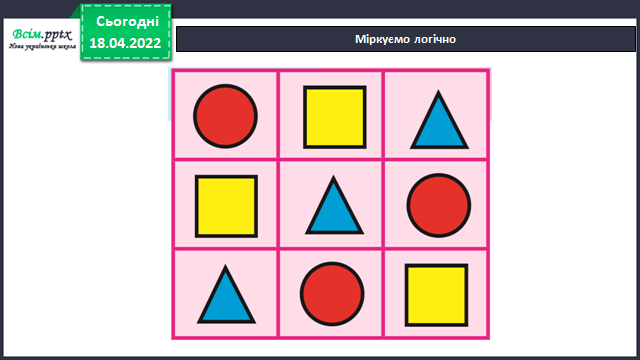 Сьогодні
18.04.2022
Всім.pptx
Нова українська школа
Міркуємо логічно